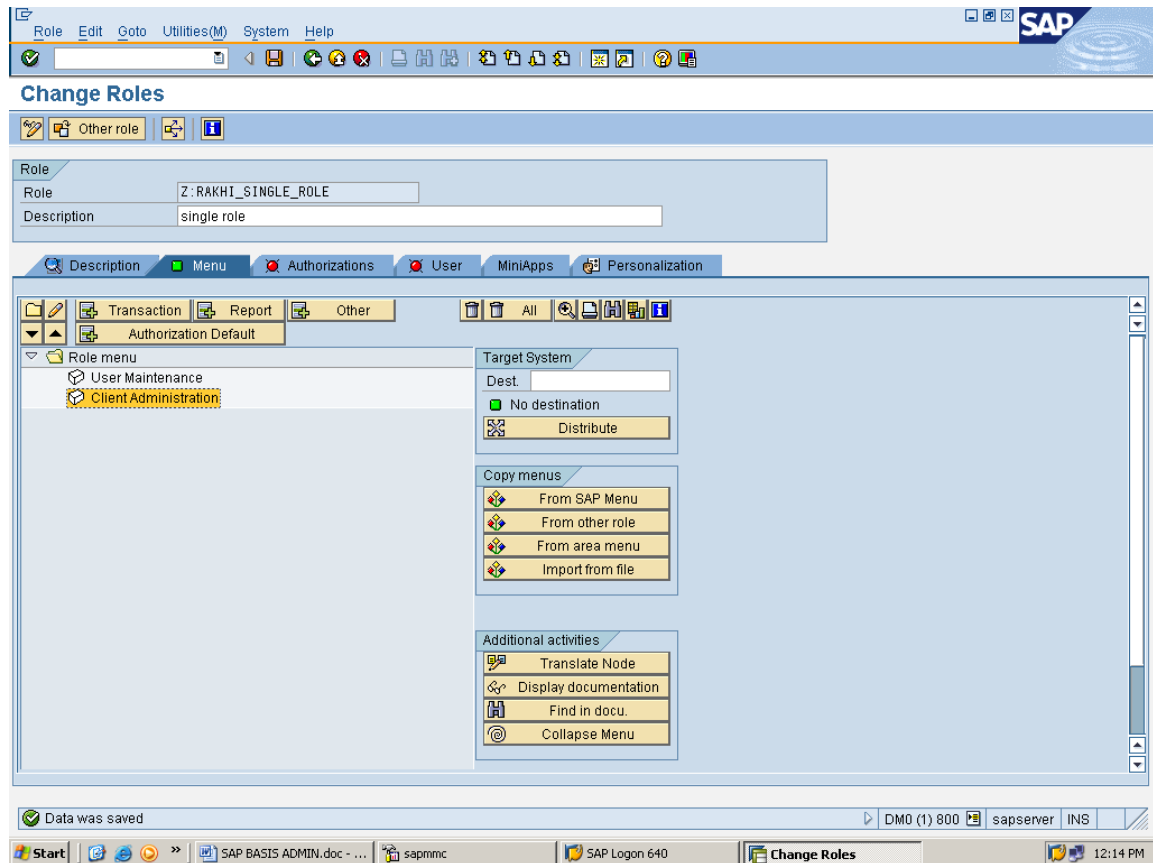 Role Edit Goto Utilities(M) System Help
SAP
Change Roles
Other role
Role
Role Z:RAKHI_SINGLE_ROLE
Description single role
Description Menu Authorizations User MiniApps Personalization
Transaction Report Other All
Authorization Default
Role menu
User Maintenance
Client Administration
Target System
Dest.
No destination
Distribute
Copy menus
From SAP Menu
From other role
From area menu
Import from file
Additional activities
Translate Node
Display documentation
Find in docu.
Collapse Menu
Data was saved DM0 (1) 800 sapserver INS
Start » SAP BASIS ADMIN.doc - ... sapmmc SAP Logon 640 Change Roles 12:14 PM